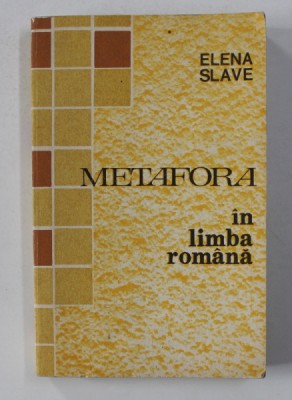 ELENA
SLAVE
METAFORA
în
limba
română